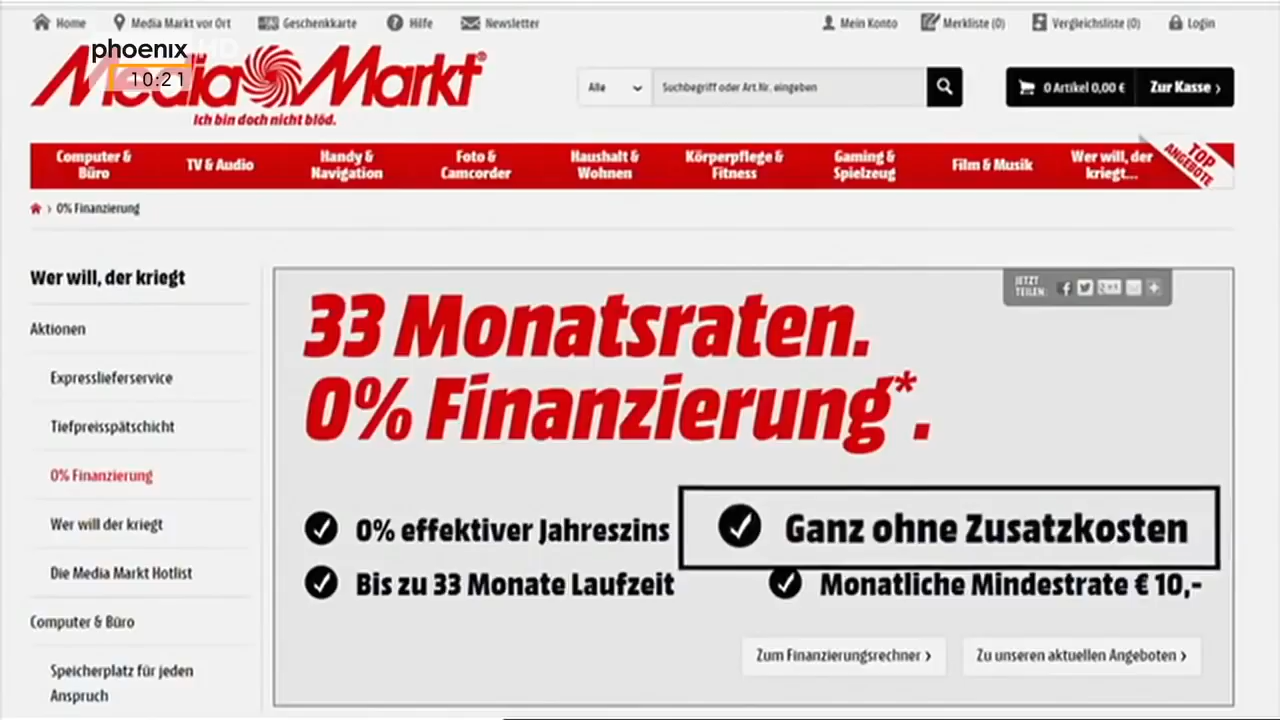 Home
Media Markt vor Ort
Geschenkkarte
Hilfe
Newsletter
Mein Konto
Merkliste (0)
Vergleichsliste (0)
Login
phoenix HD
10:21
Media Markt®
Ich bin doch nicht blöd.
Alle
Suchbegriff oder Art.Nr. eingeben
0 Artikel 0,00 €
Zur Kasse ›
Computer &
Büro
TV & Audio
Handy &
Navigation
Foto &
Camcorder
Haushalt &
Wohnen
Körperpflege &
Fitness
Gaming &
Spielzeug
Film & Musik
Wer will, der
kriegt...
TOP
ANGEBOTE
› 0% Finanzierung
Wer will, der kriegt
Aktionen
Expresslieferservice
Tiefpreisspätschicht
0% Finanzierung
Wer will der kriegt
Die Media Markt Hotlist
Computer & Büro
Speicherplatz für jeden
Anspruch
JETZT
TEILEN:
33 Monatsraten.
0% Finanzierung*.
0% effektiver Jahreszins
Ganz ohne Zusatzkosten
Bis zu 33 Monate Laufzeit
Monatliche Mindestrate € 10,-
Zum Finanzierungsrechner ›
Zu unseren aktuellen Angeboten ›